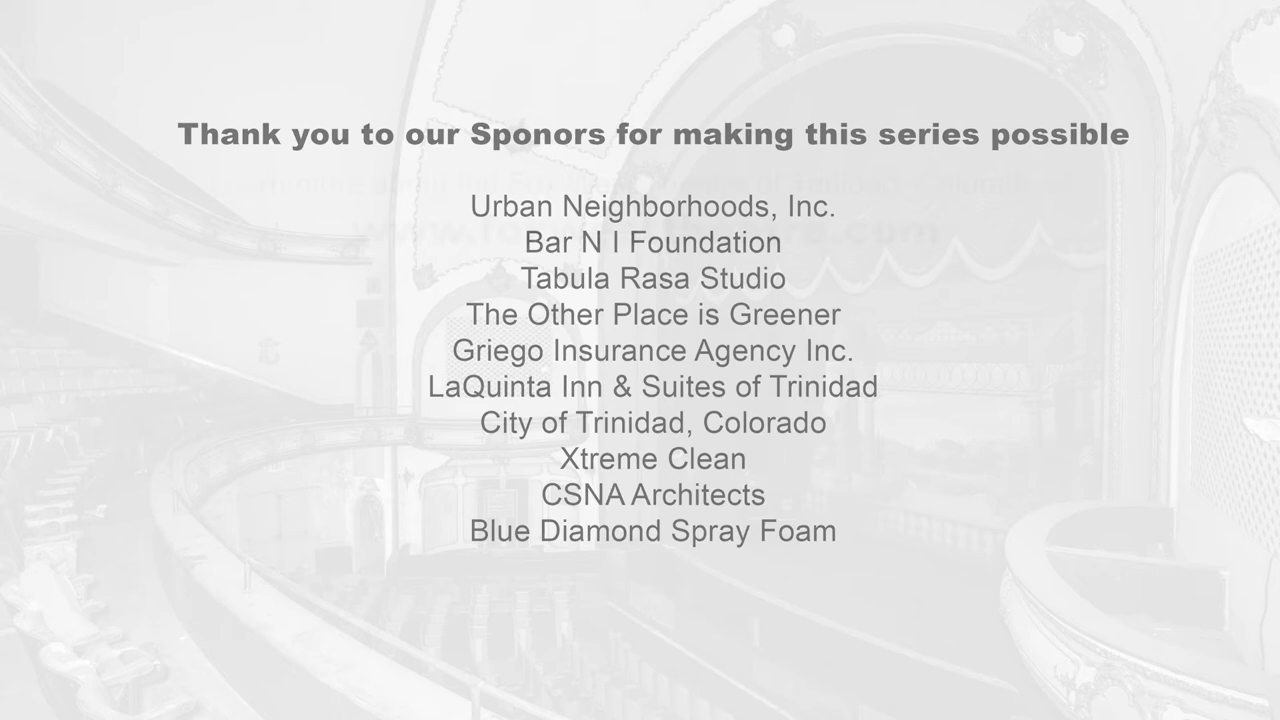 Thank you to our Sponors for making this series possible
Urban Neighborhoods, Inc.
Bar N I Foundation
Tabula Rasa Studio
The Other Place is Greener
Griego Insurance Agency Inc.
LaQuinta Inn & Suites of Trinidad
City of Trinidad, Colorado
Xtreme Clean
CSNA Architects
Blue Diamond Spray Foam